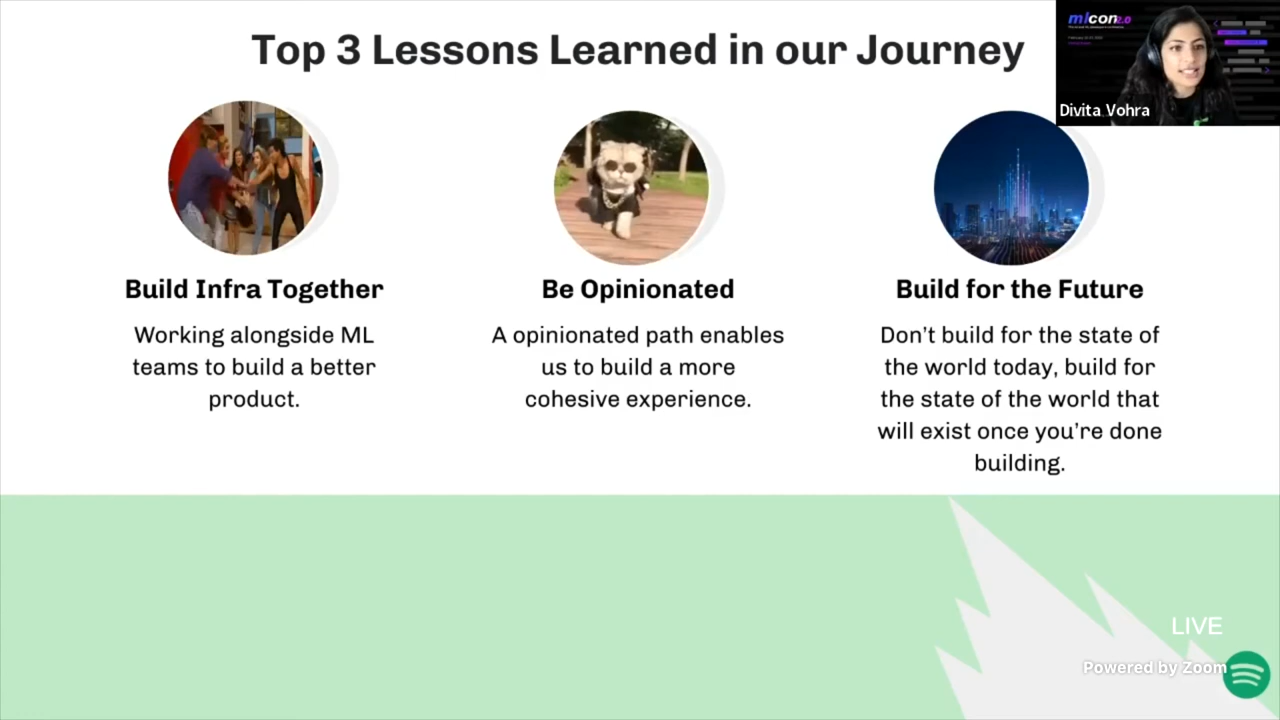 Top 3 Lessons Learned in our Journey
mlcon2.0
Divita Vohra
Build Infra Together
Working alongside ML
teams to build a better
product.
Be Opinionated
A opinionated path enables
us to build a more
cohesive experience.
Build for the Future
Don’t build for the state of
the world today, build for
the state of the world that
will exist once you’re done
building.
LIVE
Powered by Zoom